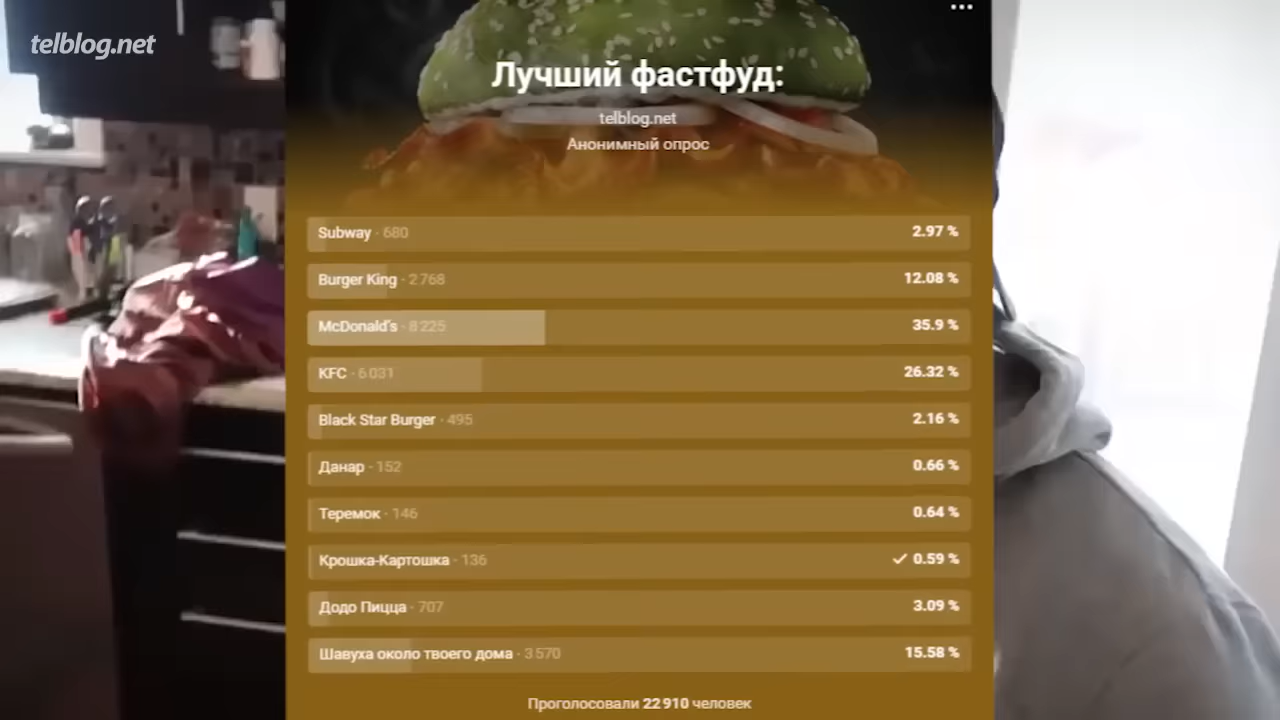 telblog.net
Лучший фастфуд:
telblog.net
Анонимный опрос
Subway · 680 2.97 %
Burger King · 2 768 12.08 %
McDonald's · 8 225 35.9 %
KFC · 6 031 26.32 %
Black Star Burger · 495 2.16 %
Данар · 152 0.66 %
Теремок · 146 0.64 %
Крошка-Картошка · 136 0.59 %
Додо Пицца · 707 3.09 %
Шавуха около твоего дома · 3 570 15.58 %
Проголосовали 22 910 человек